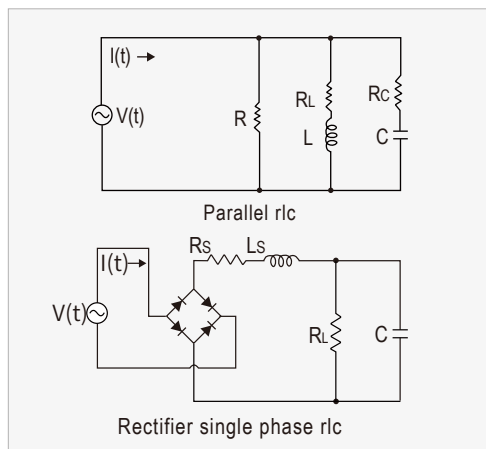 I(t)
V(t)
R
RL
L
RC
C
Parallel rlc
I(t)
V(t)
RS LS
RL
C
Rectifier single phase rlc